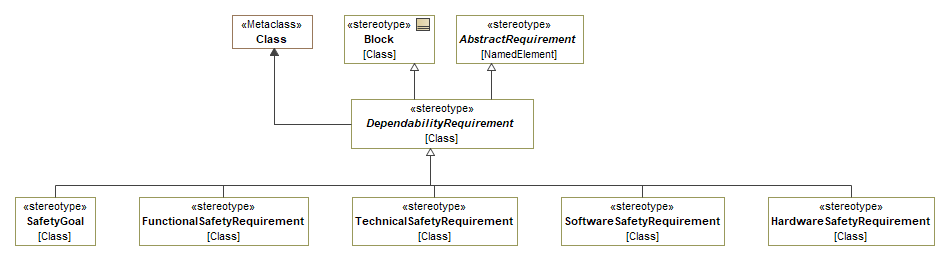 «Metaclass»
Class
«stereotype»
Block
[Class]
«stereotype»
AbstractRequirement
[NamedElement]
«stereotype»
DependabilityRequirement
[Class]
«stereotype»
SafetyGoal
[Class]
«stereotype»
FunctionalSafetyRequirement
[Class]
«stereotype»
TechnicalSafetyRequirement
[Class]
«stereotype»
SoftwareSafetyRequirement
[Class]
«stereotype»
HardwareSafetyRequirement
[Class]